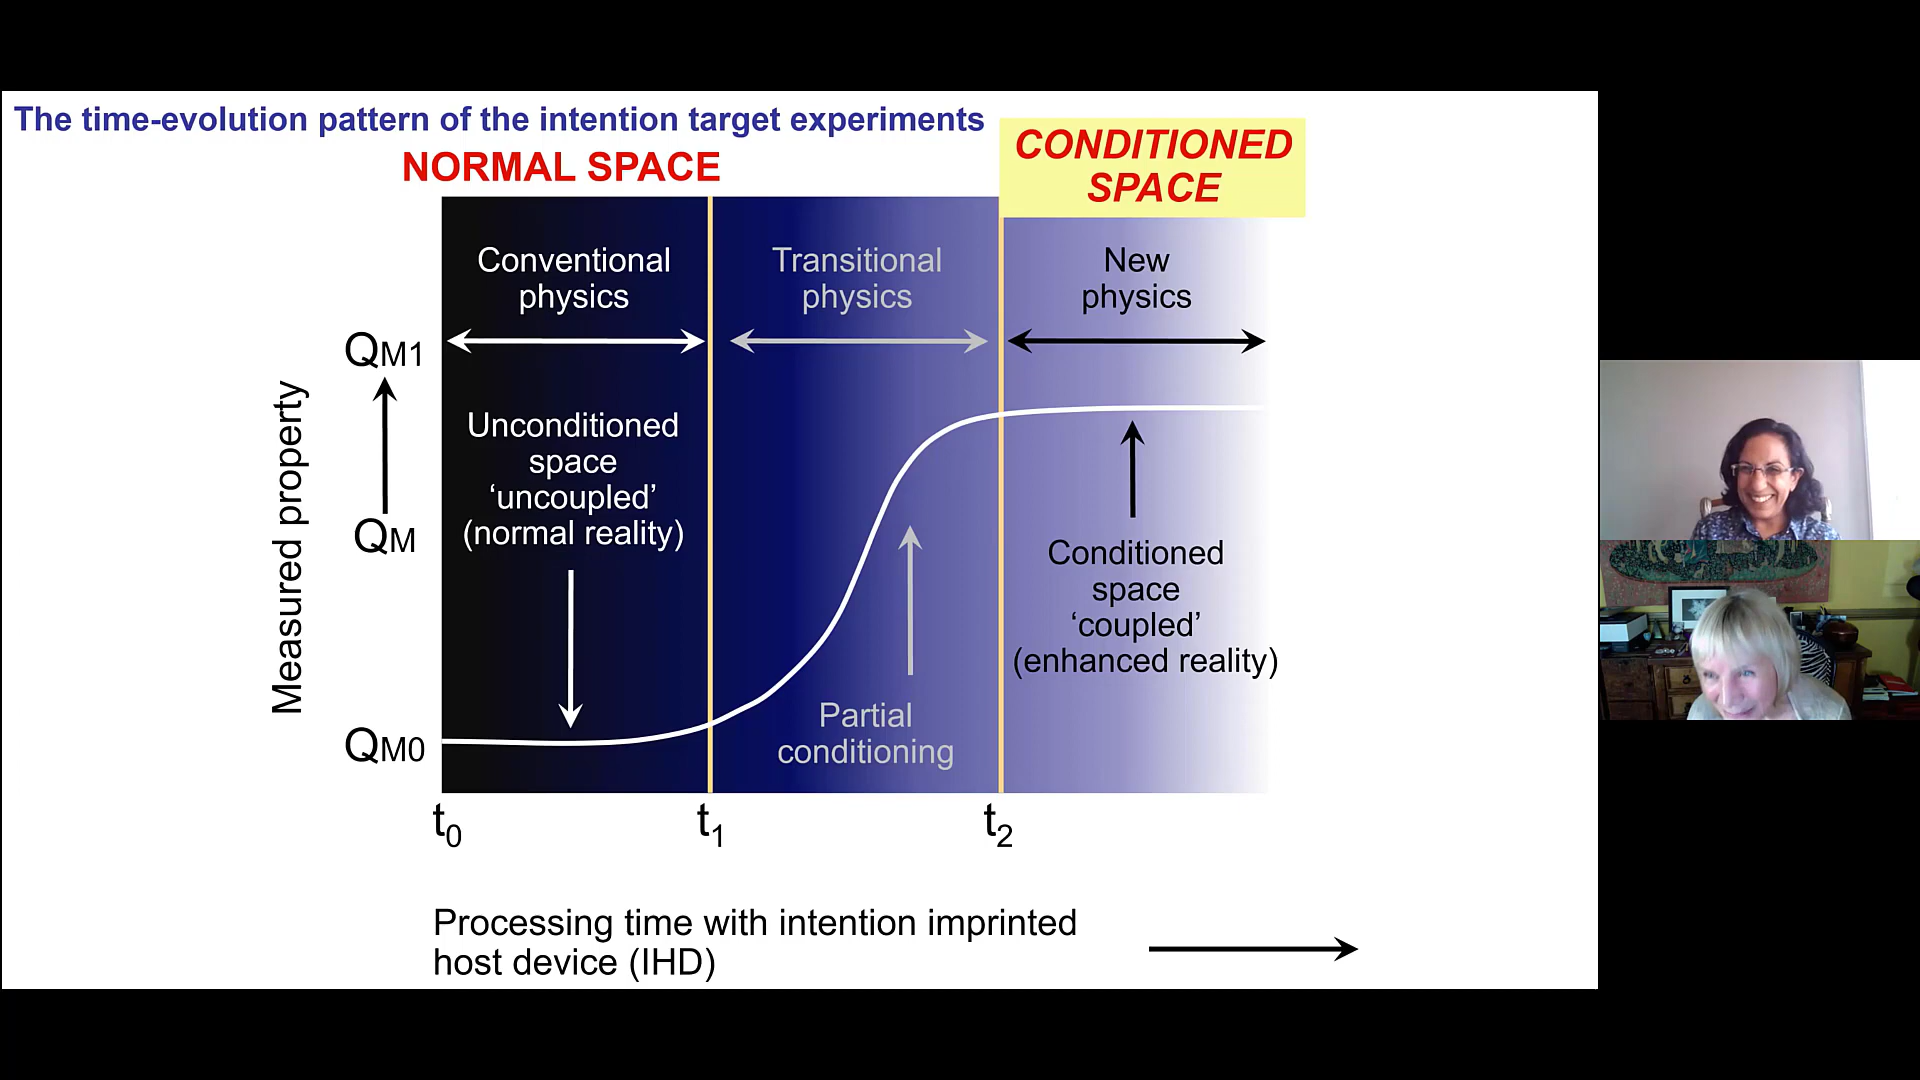 The time-evolution pattern of the intention target experiments
NORMAL SPACE
CONDITIONED
SPACE
Conventional
physics
Transitional
physics
New
physics
QM1
Measured property
QM
QM0
Unconditioned
space
‘uncoupled’
(normal reality)
Partial
conditioning
Conditioned
space
‘coupled’
(enhanced reality)
t0
t1
t2
Processing time with intention imprinted
host device (IHD)